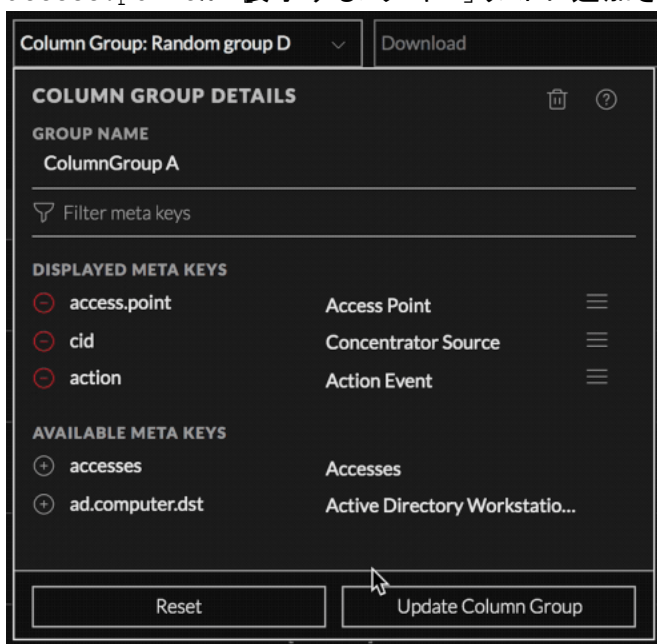 Column Group: Random group D
Download
COLUMN GROUP DETAILS
GROUP NAME
ColumnGroup A
Filter meta keys
DISPLAYED META KEYS
access.point Access Point
cid Concentrator Source
action Action Event
AVAILABLE META KEYS
accesses Accesses
ad.computer.dst Active Directory Workstatio...
Reset
Update Column Group